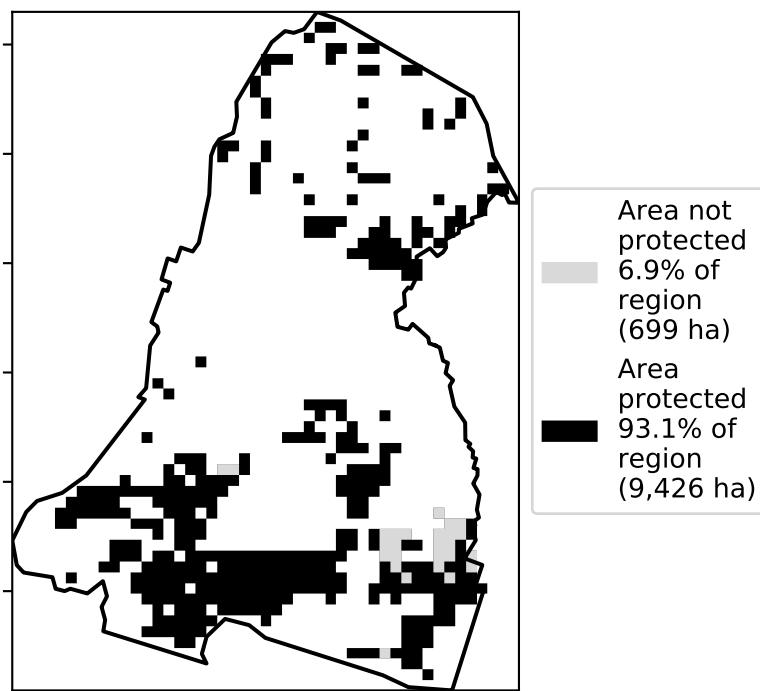 Area not
protected
6.9% of
region
(699 ha)
Area
protected
93.1% of
region
(9,426 ha)